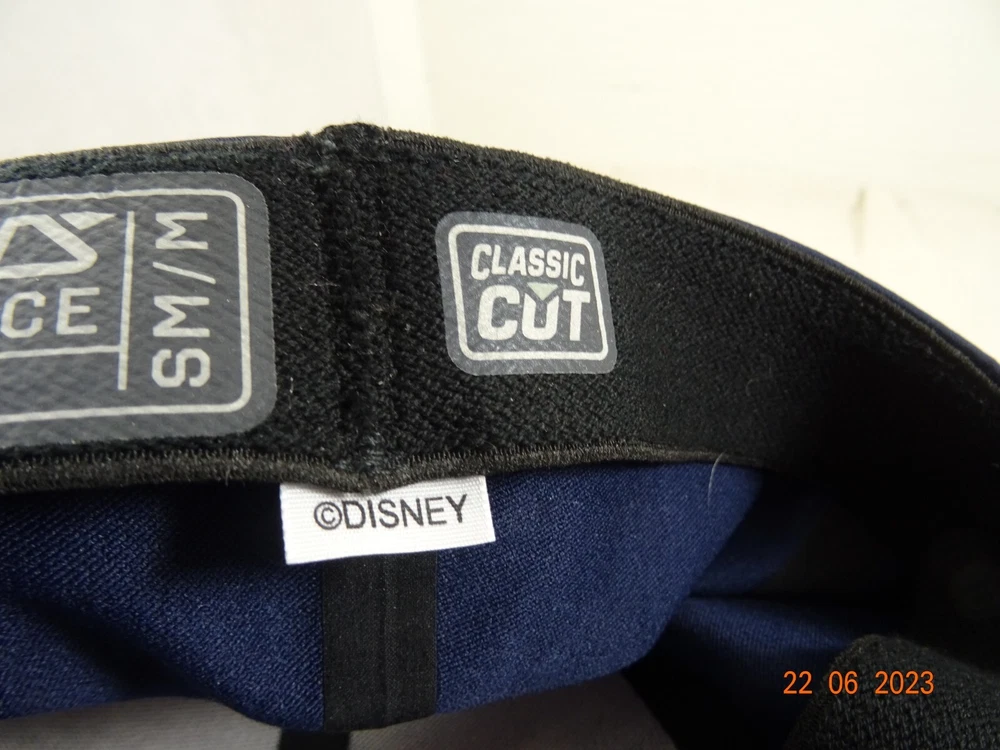 CE
SM/M
CLASSIC
CUT
©DISNEY
22 06 2023